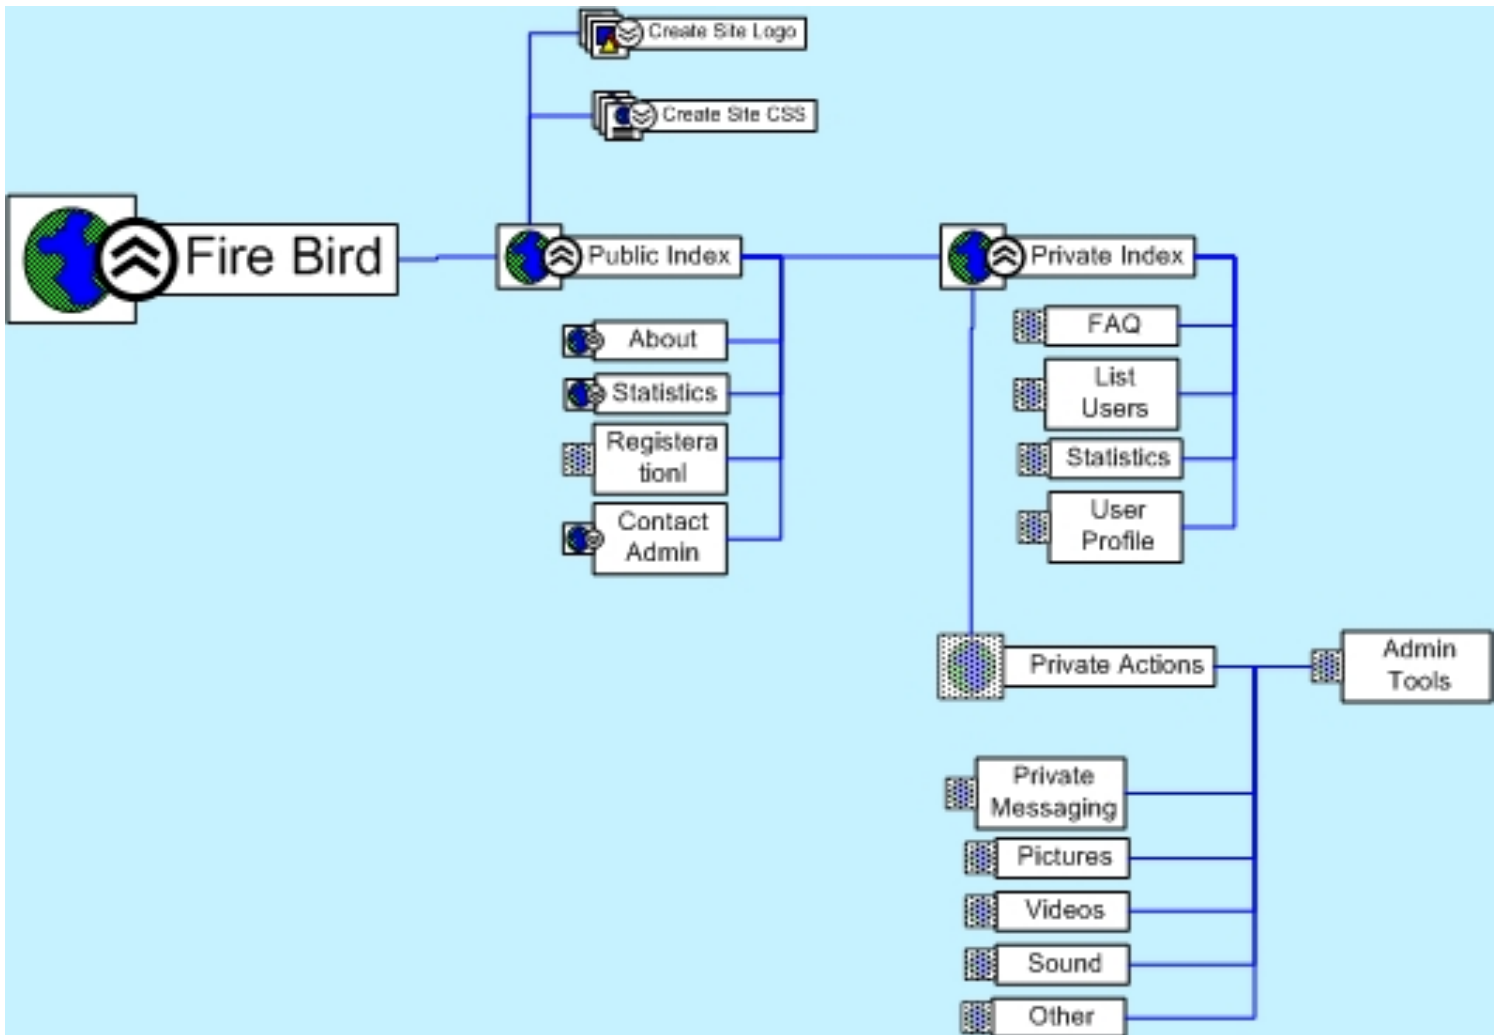 Create Site Logo
Create Site CSS
Fire Bird
Public Index
Private Index
About
Statistics
Registera
tionl
Contact
Admin
FAQ
List
Users
Statistics
User
Profile
Private Actions
Admin
Tools
Private
Messaging
Pictures
Videos
Sound
Other